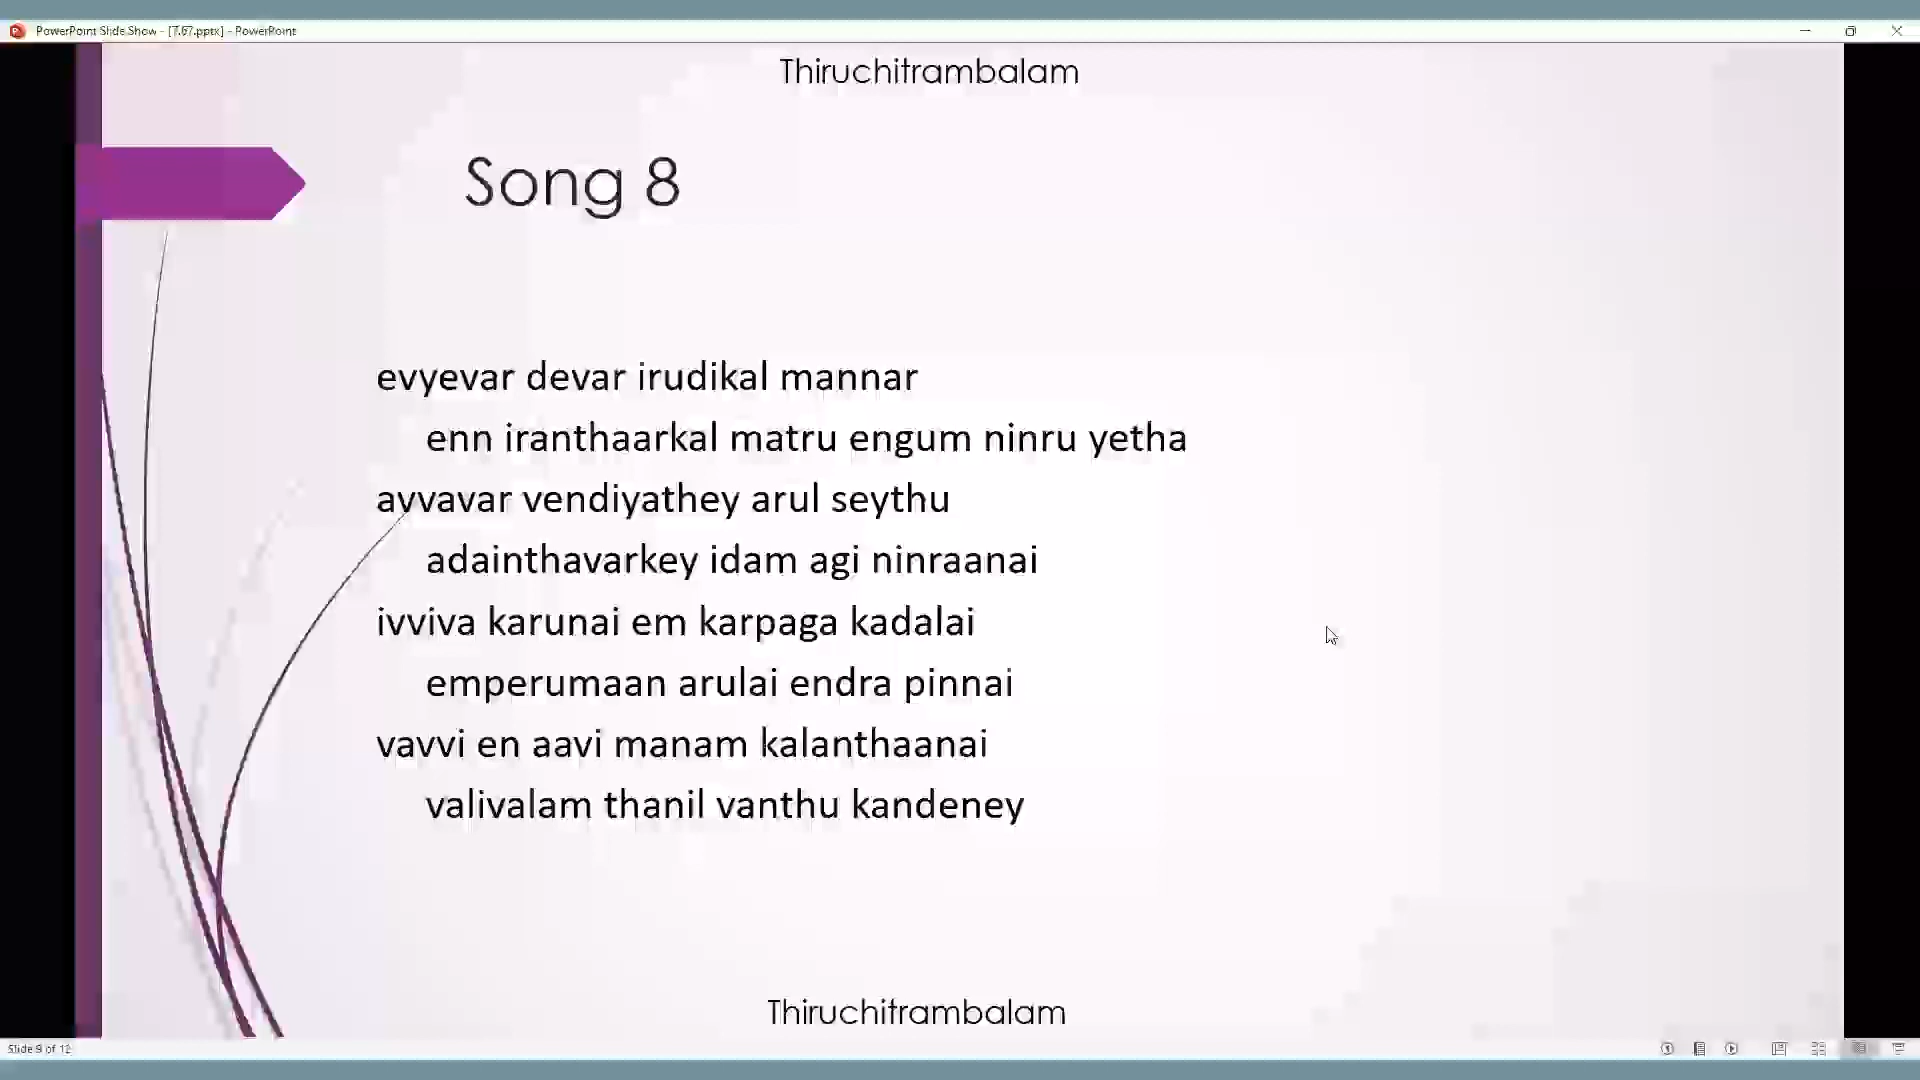 PowerPoint Slide Show - [7.67.pptx] - PowerPoint
Thiruchitrambalam
Song 8
evyevar devar irudikal mannar
enn iranthaarkal matru engum ninru yetha
avvavar vendiyathey arul seythu
adainthavarkey idam agi ninraanai
ivviva karunai em karpaga kadalai
emperumaan arulai endra pinnai
vavvi en aavi manam kalanthaanai
valivalam thanil vanthu kandeney
Thiruchitrambalam
Slide 9 of 12